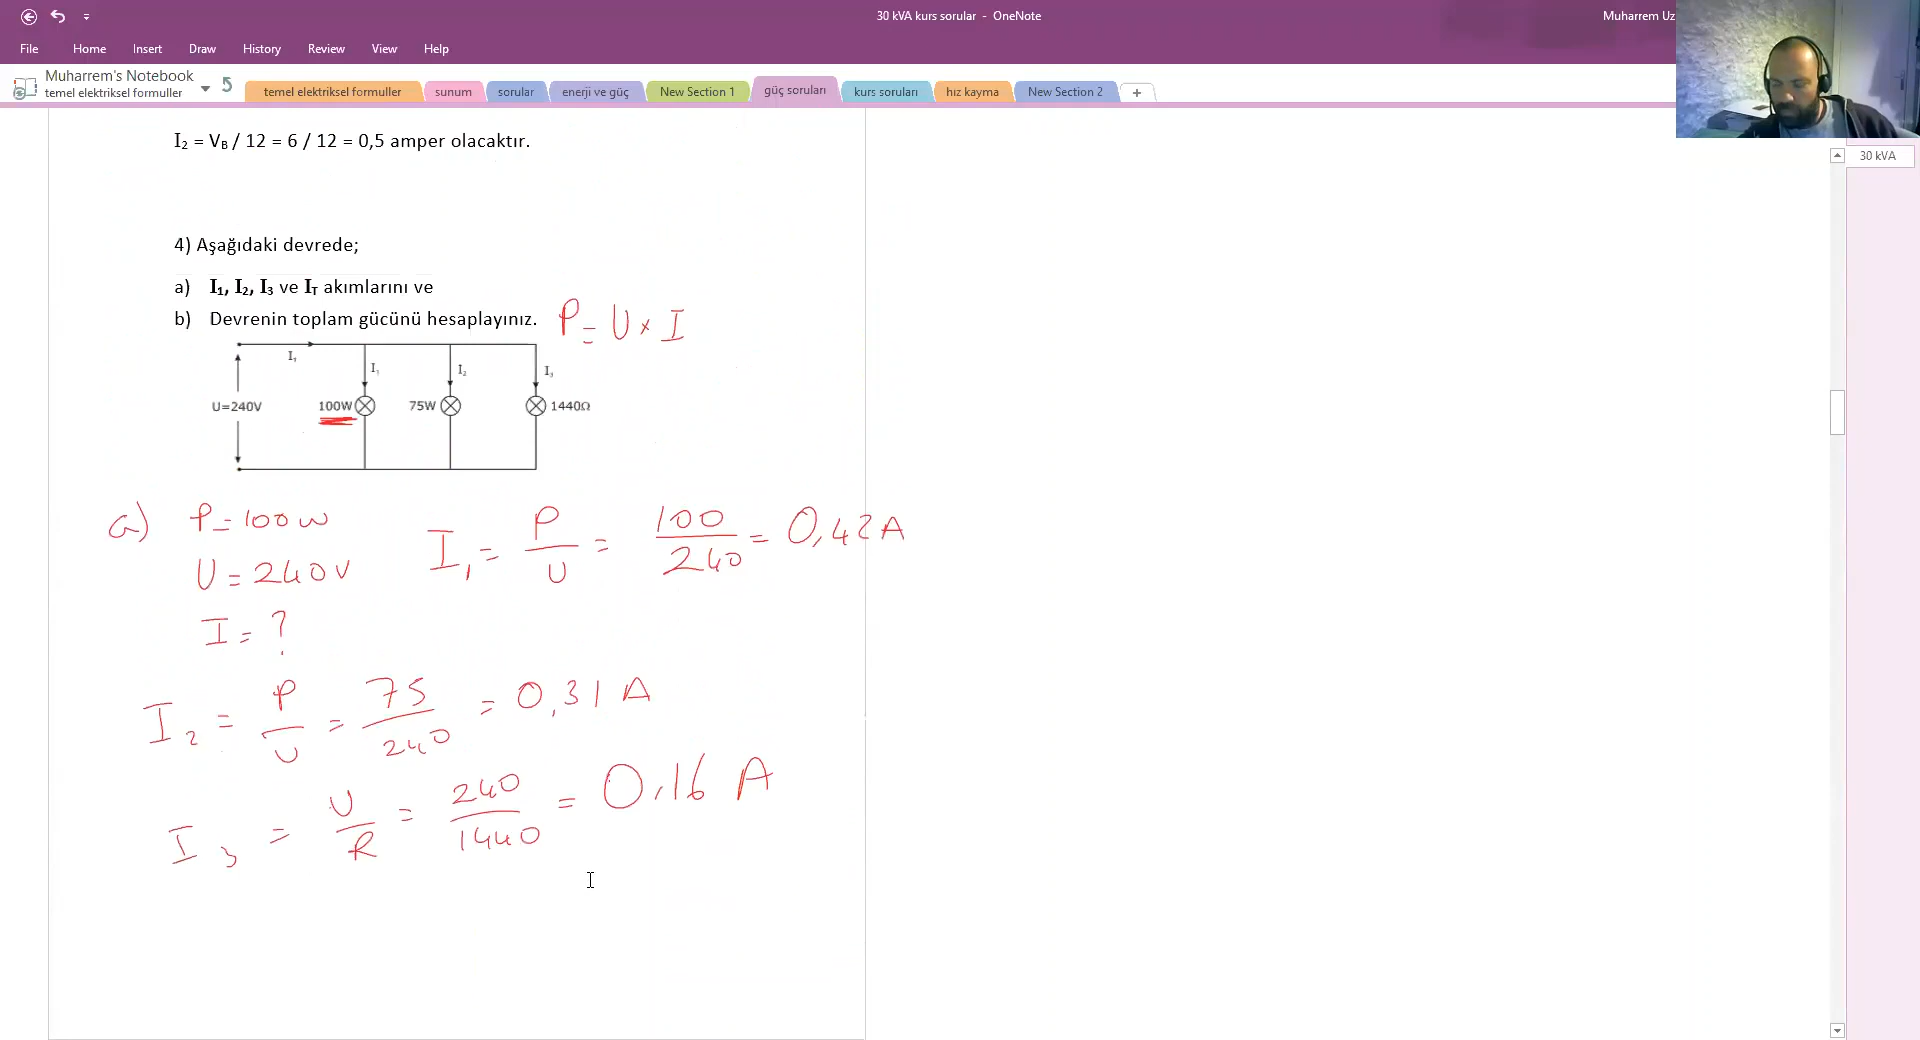 30 kVA kurs sorular - OneNote
Muharrem Uz
File Home Insert Draw History Review View Help
Muharrem's Notebook
temel elektriksel formuller
temel elektriksel formuller sunum sorular enerji ve güç New Section 1 güç soruları kurs soruları hız kayma New Section 2 +
30 kVA
I₂ = V_B / 12 = 6 / 12 = 0,5 amper olacaktır.
4) Aşağıdaki devrede;
a) I₁, I₂, I₃ ve I_T akımlarını ve
b) Devrenin toplam gücünü hesaplayınız.
P = U x I
I₁ I₂ I₃
U=240V 100W 75W 1440Ω
a) P = 100 W
U = 240 V
I = ?
I₁ = P/U = 100/240 = 0,42 A
I₂ = P/U = 75/240 = 0,31 A
I₃ = U/R = 240/1440 = 0,16 A